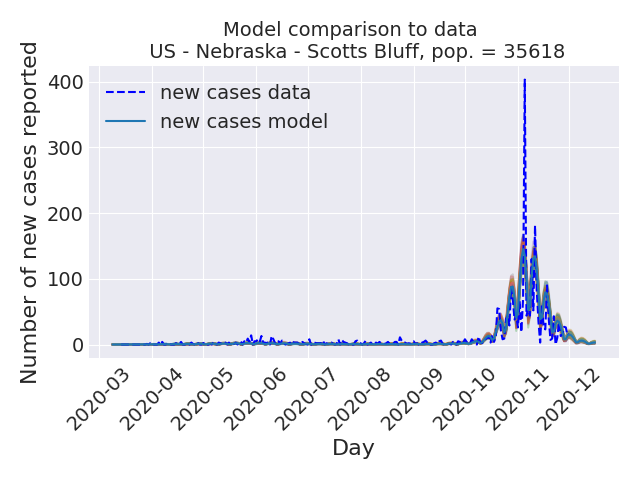 Model comparison to data
US - Nebraska - Scotts Bluff, pop. = 35618
new cases data
new cases model
Number of new cases reported
400
300
200
100
0
2020-03
2020-04
2020-05
2020-06
2020-07
2020-08
2020-09
2020-10
2020-11
2020-12
Day